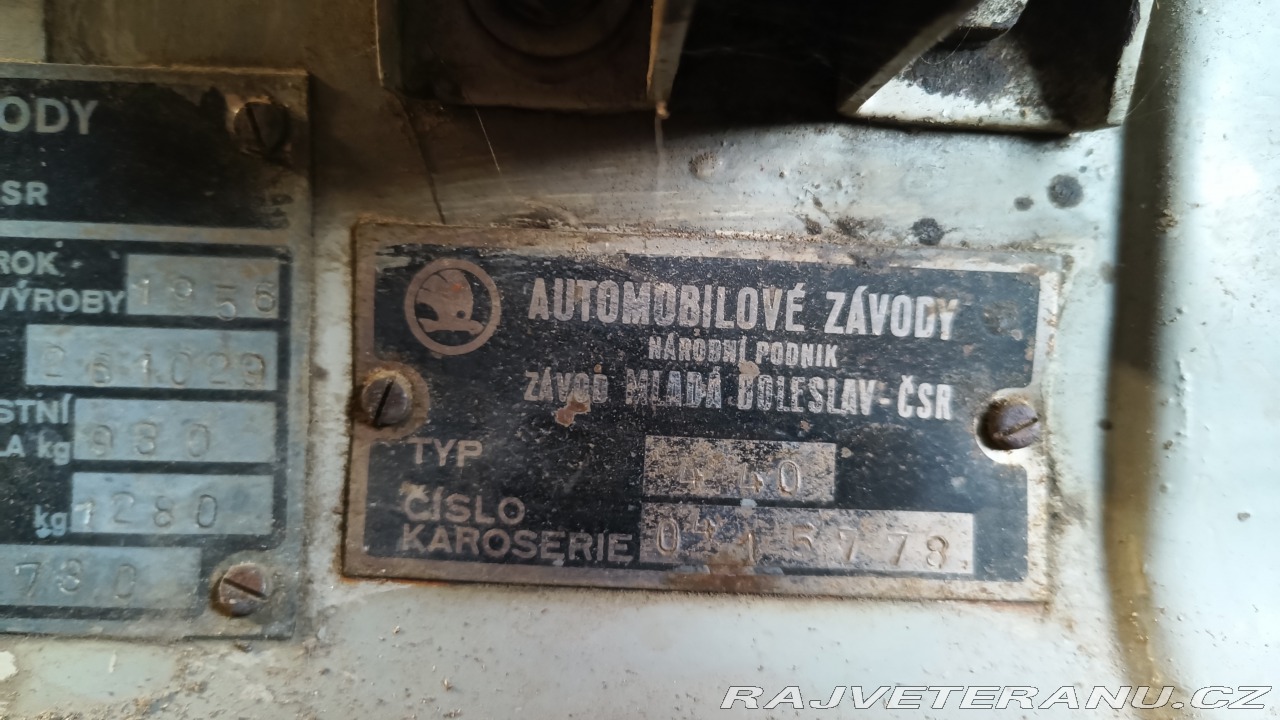 ODY
SR
ROK
VÝROBY 1956
261029
STNÍ
LA kg 930
kg 1280
780
AUTOMOBILOVÉ ZÁVODY
NÁRODNÍ PODNIK
ZÁVOD MLADÁ BOLESLAV-ČSR
TYP 440
ČÍSLO
KAROSERIE
RAJVETERANU.CZ